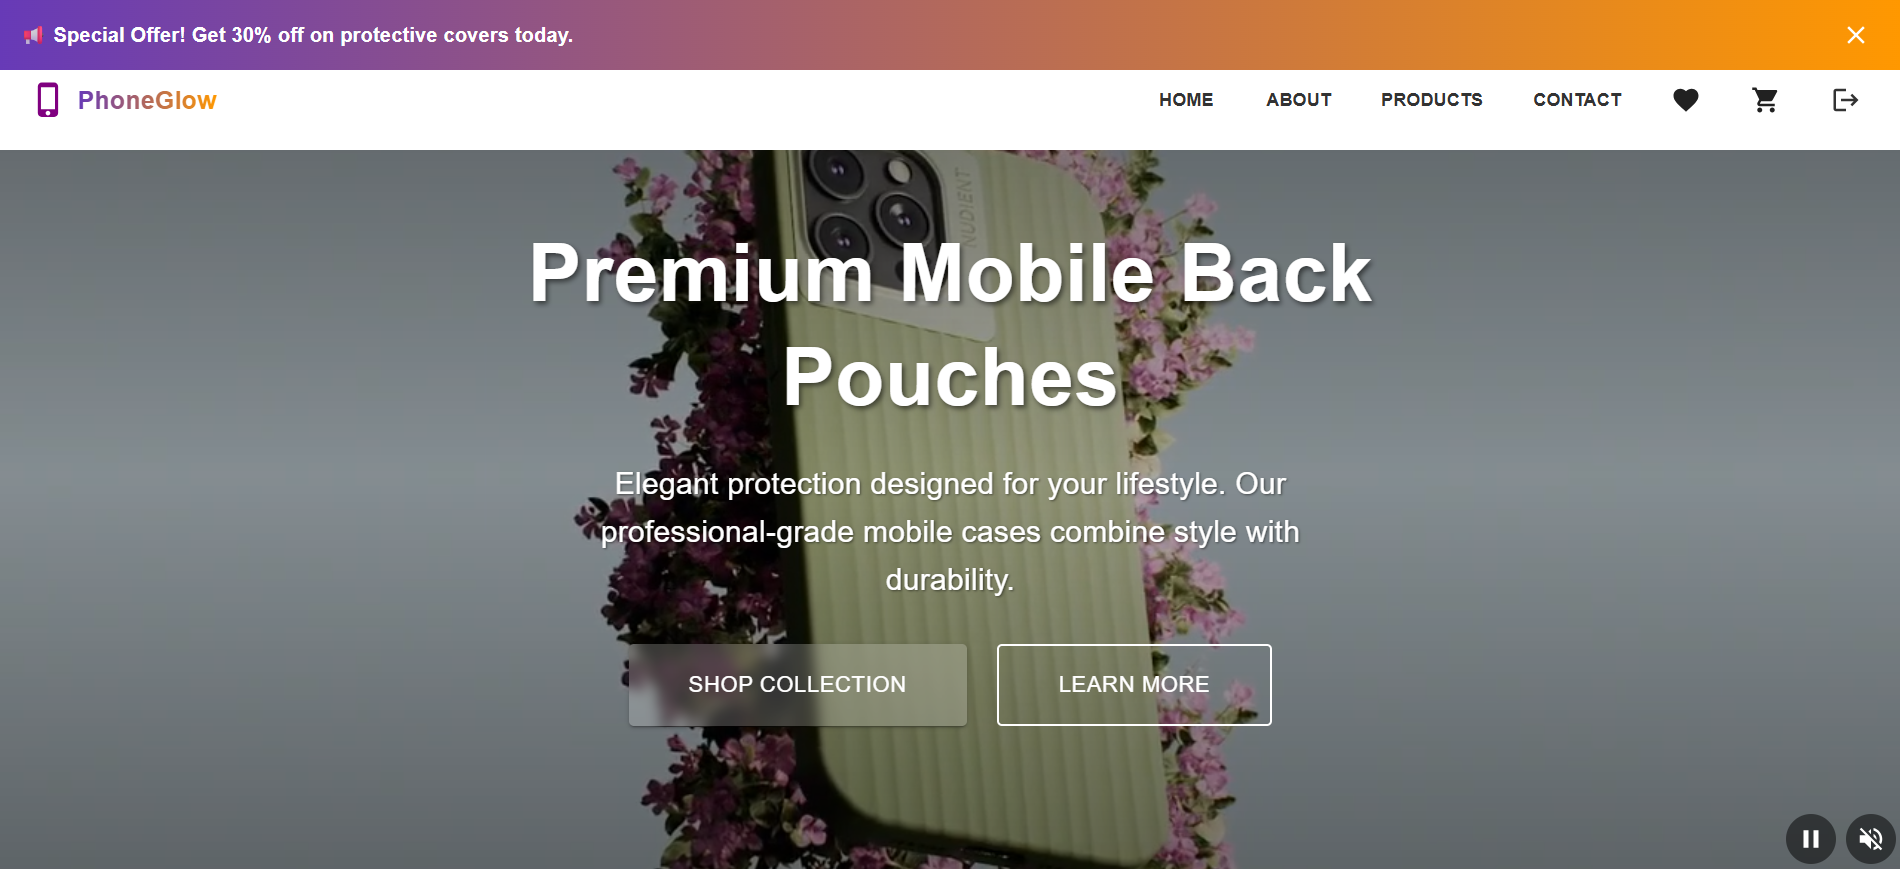 Special Offer! Get 30% off on protective covers today.
PhoneGlow
HOME ABOUT PRODUCTS CONTACT
NUDIENT
Premium Mobile Back
Pouches
Elegant protection designed for your lifestyle. Our
professional-grade mobile cases combine style with
durability.
SHOP COLLECTION LEARN MORE